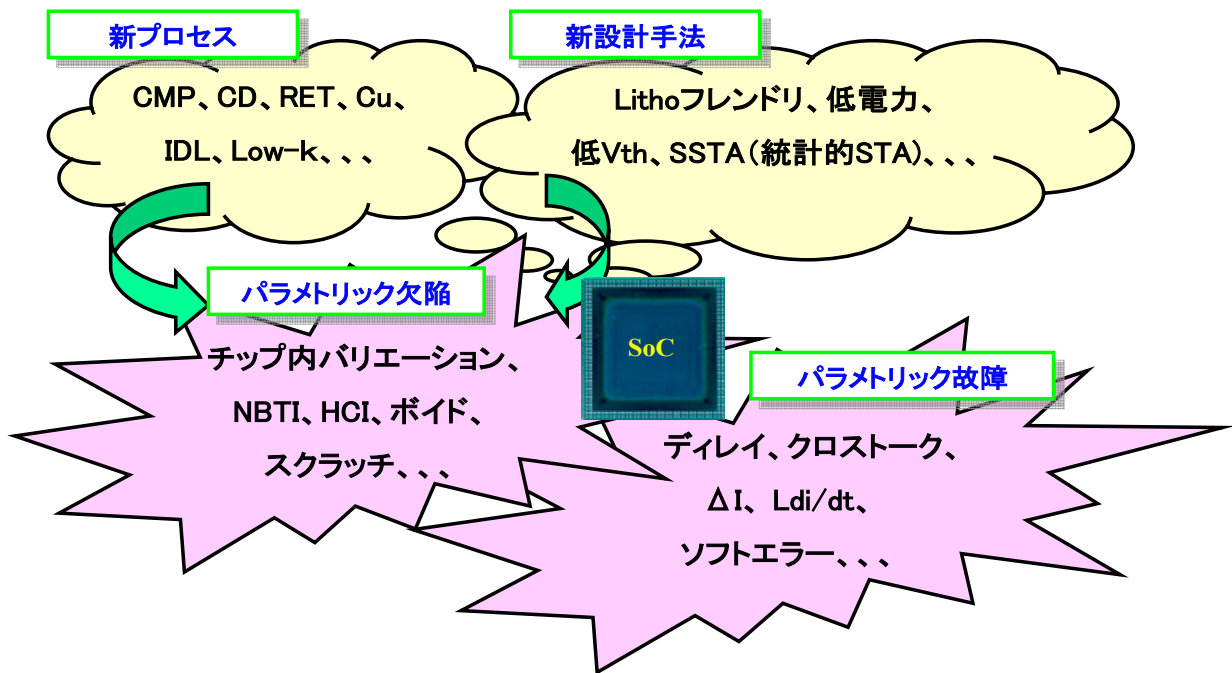 新プロセス
新設計手法
CMP、CD、RET、Cu、
IDL、Low-k、、、
Lithoフレンドリ、低電力、
低Vth、SSTA(統計的STA)、、、
パラメトリック欠陥
チップ内バリエーション、
NBTI、HCI、ボイド、
スクラッチ、、、
SoC
パラメトリック故障
ディレイ、クロストーク、
ΔI、Ldi/dt、
ソフトエラー、、、